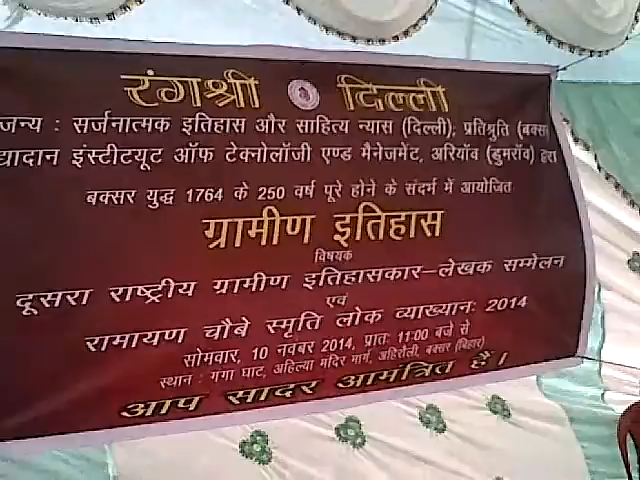 रंगश्री दिल्ली
जन्य : सर्जनात्मक इतिहास और साहित्य न्यास (दिल्ली), प्रतिश्रुति (बक्स
द्यादान इंस्टीटयूट ऑफ टेक्नोलॉजी एण्ड मैनेजमेंट, अरियॉव (डुमरॉव) द्वारा
बक्सर युद्ध 1764 के 250 वर्ष पूरे होने के संदर्भ में आयोजित
ग्रामीण इतिहास
विषयक
दूसरा राष्ट्रीय ग्रामीण इतिहासकार–लेखक सम्मेलन
एवं
रामायण चौबे स्मृति लोक व्याख्यानः 2014
सोमवार, 10 नवंबर 2014, प्रातः 11:00 बजे से
स्थान : गंगा घाट, अहिल्या मंदिर मार्ग, अहिरौली, बक्सर (बिहार)
आप सादर आमंत्रित हैं।